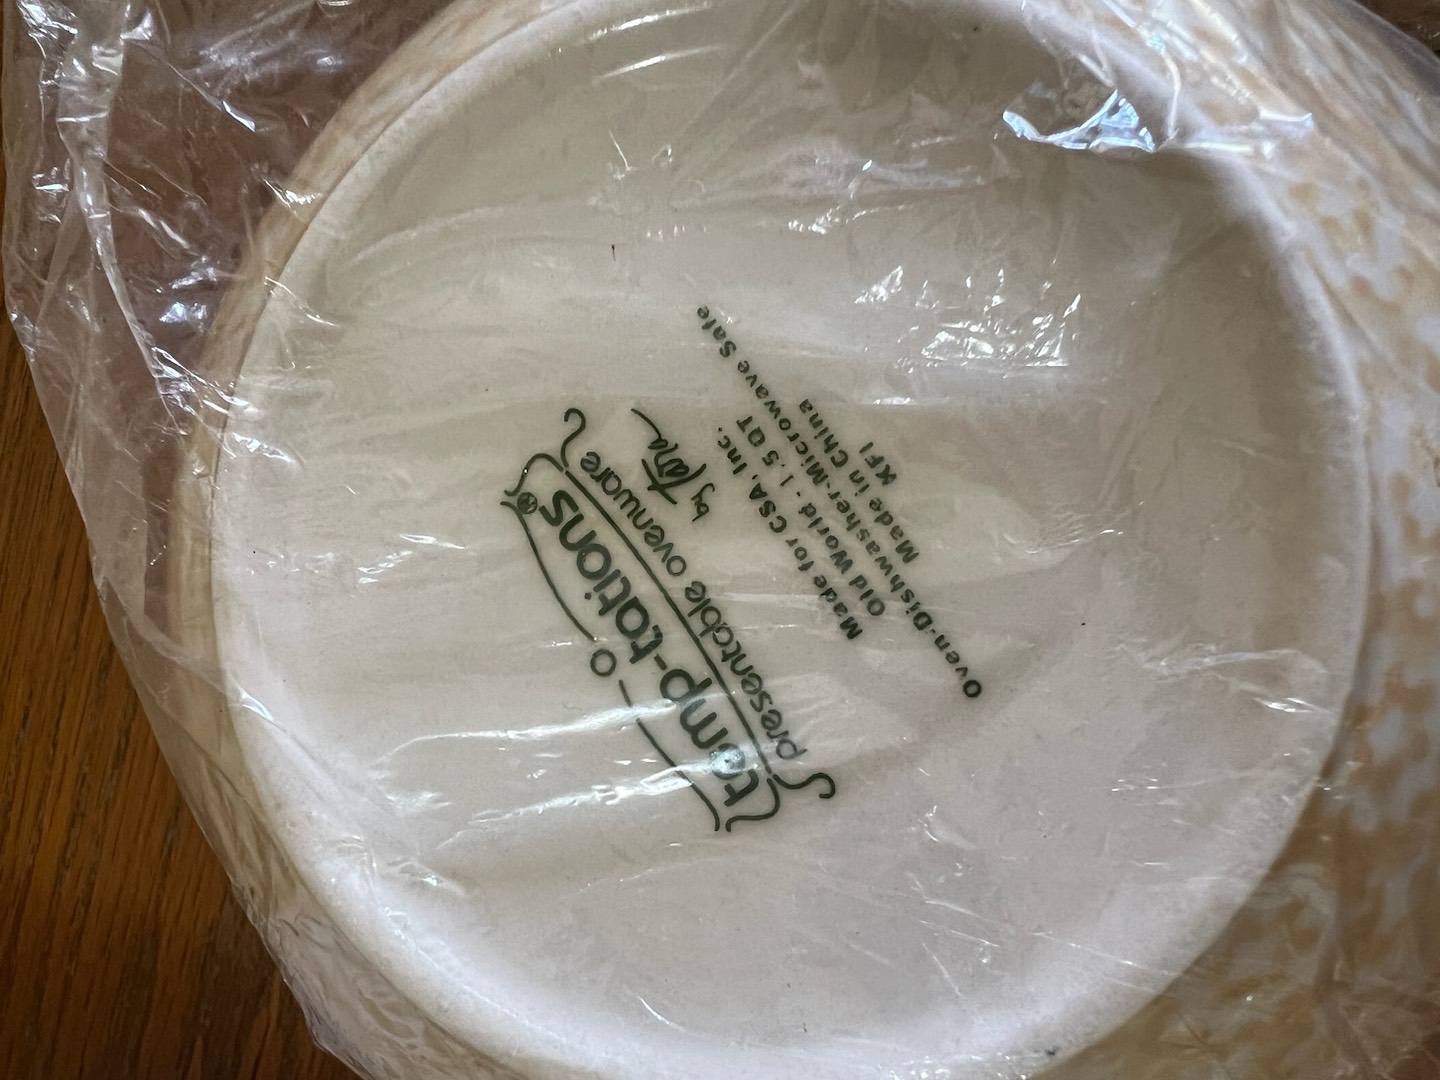 temp-tations®
presentable ovenware
by Tara
Made for CSA, Inc.
Old World - 1.5 QT
Oven-Dishwasher-Microwave Safe
Made in China
KFI